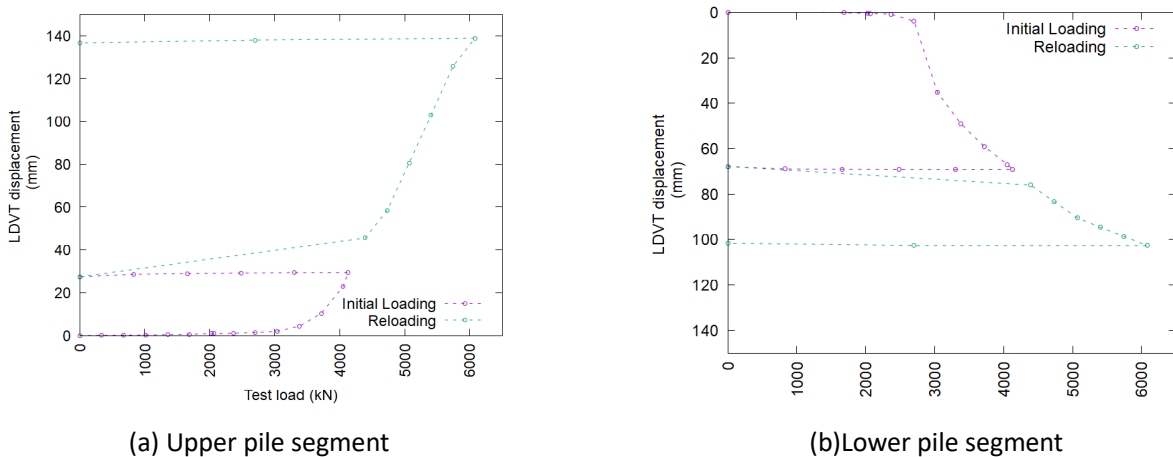 140
120
100
80
60
40
20
0
LDVT displacement
(mm)
Initial Loading
Reloading
0
1000
2000
3000
4000
5000
6000
Test load (kN)
(a) Upper pile segment
0
20
40
60
80
100
120
140
LDVT displacement
(mm)
Initial Loading
Reloading
0
1000
2000
3000
4000
5000
6000
(b)Lower pile segment